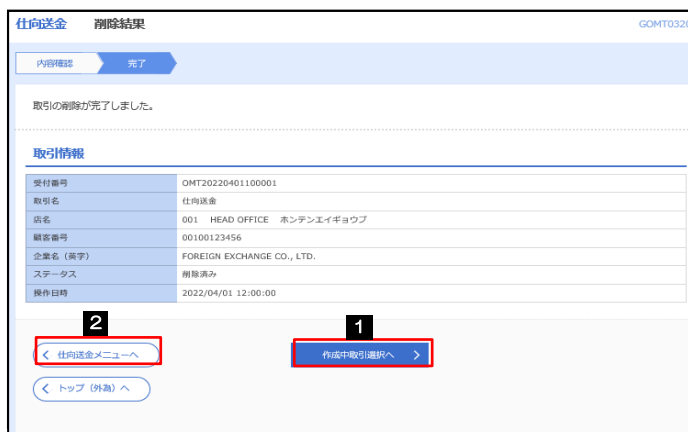 仕向送金 削除結果 GOMT0320
内容確認 完了
取引の削除が完了しました。
取引情報
受付番号 OMT20220401100001
取引名 仕向送金
店名 001 HEAD OFFICE ホンテンエイギョウブ
顧客番号 00100123456
企業名（英字） FOREIGN EXCHANGE CO., LTD.
ステータス 削除済み
操作日時 2022/04/01 12:00:00
2 1
仕向送金メニューへ 作成中取引選択へ
トップ（外為）へ